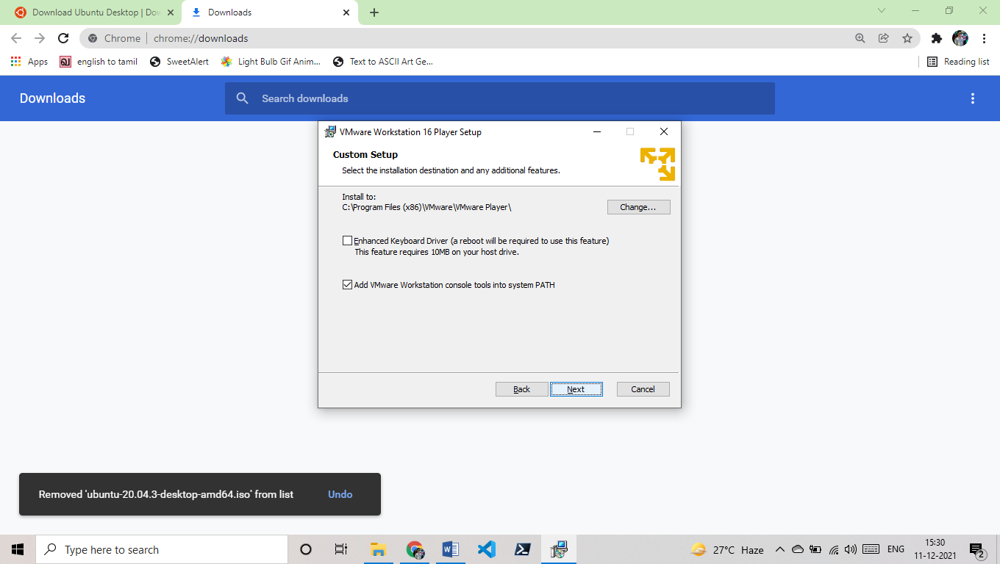 Download Ubuntu Desktop | Do
Downloads
Chrome
chrome://downloads
Apps
english to tamil
SweetAlert
Light Bulb Gif Anim...
Text to ASCII Art Ge...
Reading list
Downloads
Search downloads
VMware Workstation 16 Player Setup
Custom Setup
Select the installation destination and any additional features.
Install to:
C:\Program Files (x86)\VMware\VMware Player\
Change...
Enhanced Keyboard Driver (a reboot will be required to use this feature)
This feature requires 10MB on your host drive.
Add VMware Workstation console tools into system PATH
Back
Next
Cancel
Removed 'ubuntu-20.04.3-desktop-amd64.iso' from list
Undo
Type here to search
27°C Haze
ENG
15:30
11-12-2021
2